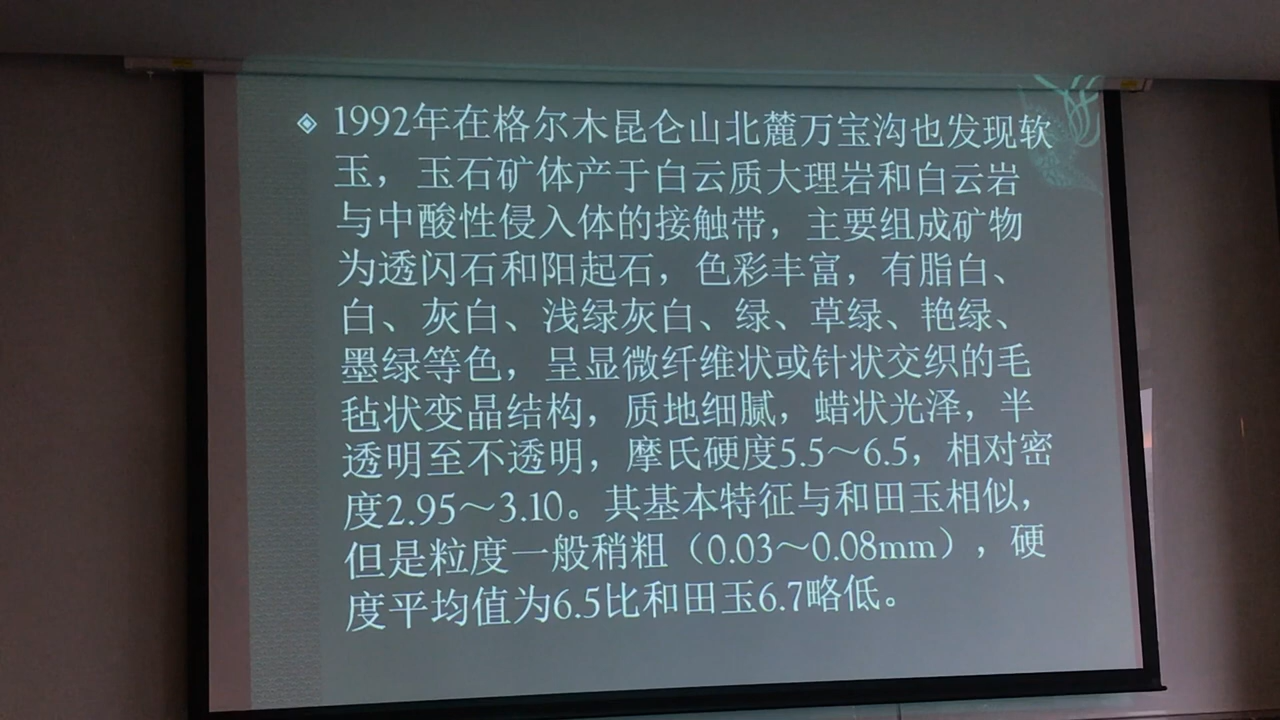 1992年在格尔木昆仑山北麓万宝沟也发现软
玉，玉石矿体产于白云质大理岩和白云岩
与中酸性侵入体的接触带，主要组成矿物
为透闪石和阳起石，色彩丰富，有脂白、
白、灰白、浅绿灰白、绿、草绿、艳绿、
墨绿等色，呈显微纤维状或针状交织的毛
毡状变晶结构，质地细腻，蜡状光泽，半
透明至不透明，摩氏硬度5.5～6.5，相对密
度2.95～3.10。其基本特征与和田玉相似，
但是粒度一般稍粗（0.03～0.08mm），硬
度平均值为6.5比和田玉6.7略低。